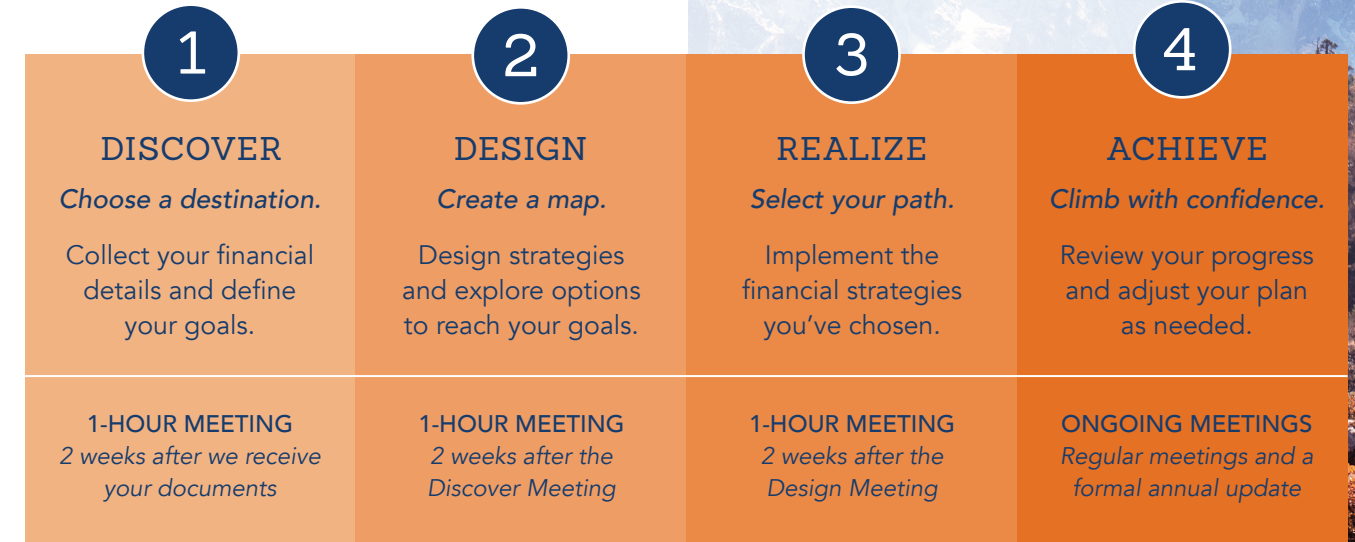 1
DISCOVER
Choose a destination.
Collect your financial
details and define
your goals.
1-HOUR MEETING
2 weeks after we receive
your documents
2
DESIGN
Create a map.
Design strategies
and explore options
to reach your goals.
1-HOUR MEETING
2 weeks after the
Discover Meeting
3
REALIZE
Select your path.
Implement the
financial strategies
you’ve chosen.
1-HOUR MEETING
2 weeks after the
Design Meeting
4
ACHIEVE
Climb with confidence.
Review your progress
and adjust your plan
as needed.
ONGOING MEETINGS
Regular meetings and a
formal annual update